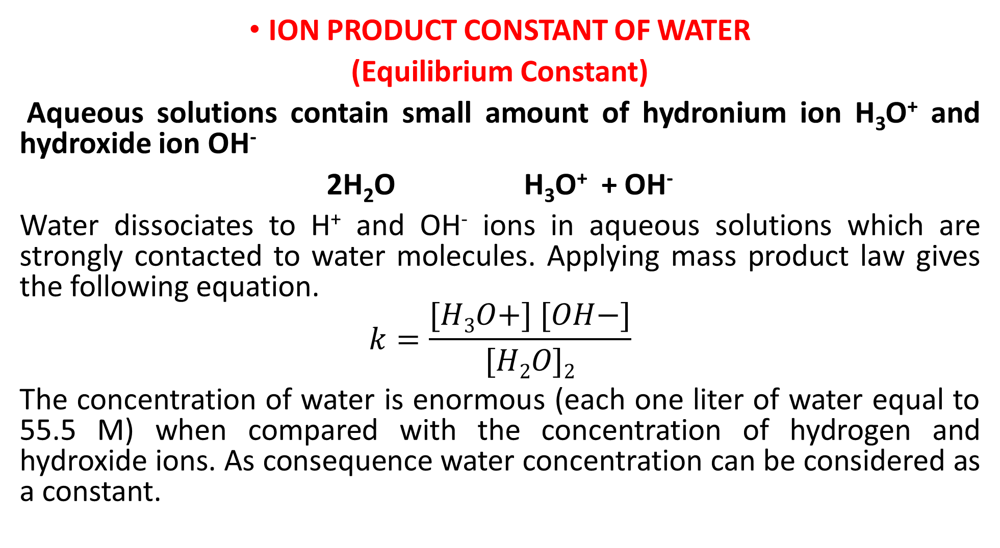 • ION PRODUCT CONSTANT OF WATER
(Equilibrium Constant)
Aqueous solutions contain small amount of hydronium ion H₃O⁺ and
hydroxide ion OH⁻
2H₂O H₃O⁺ + OH⁻
Water dissociates to H⁺ and OH⁻ ions in aqueous solutions which are
strongly contacted to water molecules. Applying mass product law gives
the following equation.
k = [H₃O+] [OH−] / [H₂O]₂
The concentration of water is enormous (each one liter of water equal to
55.5 M) when compared with the concentration of hydrogen and
hydroxide ions. As consequence water concentration can be considered as
a constant.